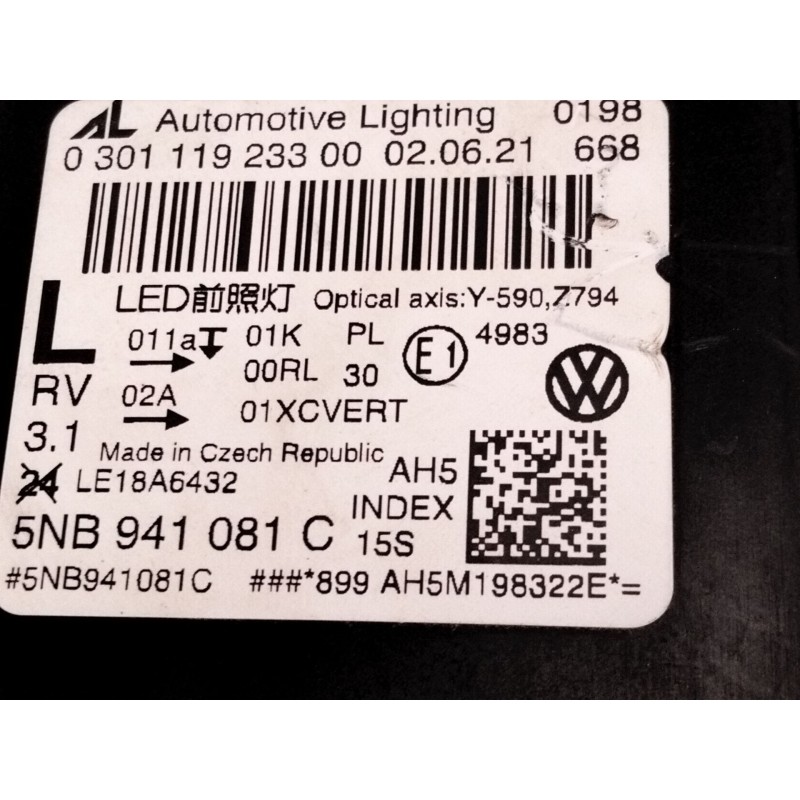 AL Automotive Lighting 0198
0 301 119 233 00 02.06.21 668
L LED前照灯 Optical axis:Y-590,Z794
011a 01K PL E1 4983
00RL 30
RV 02A 01XCVERT
3.1 Made in Czech Republic
24 LE18A6432 AH5
INDEX
5NB 941 081 C 15S
#5NB941081C ###*899 AH5M198322E*=